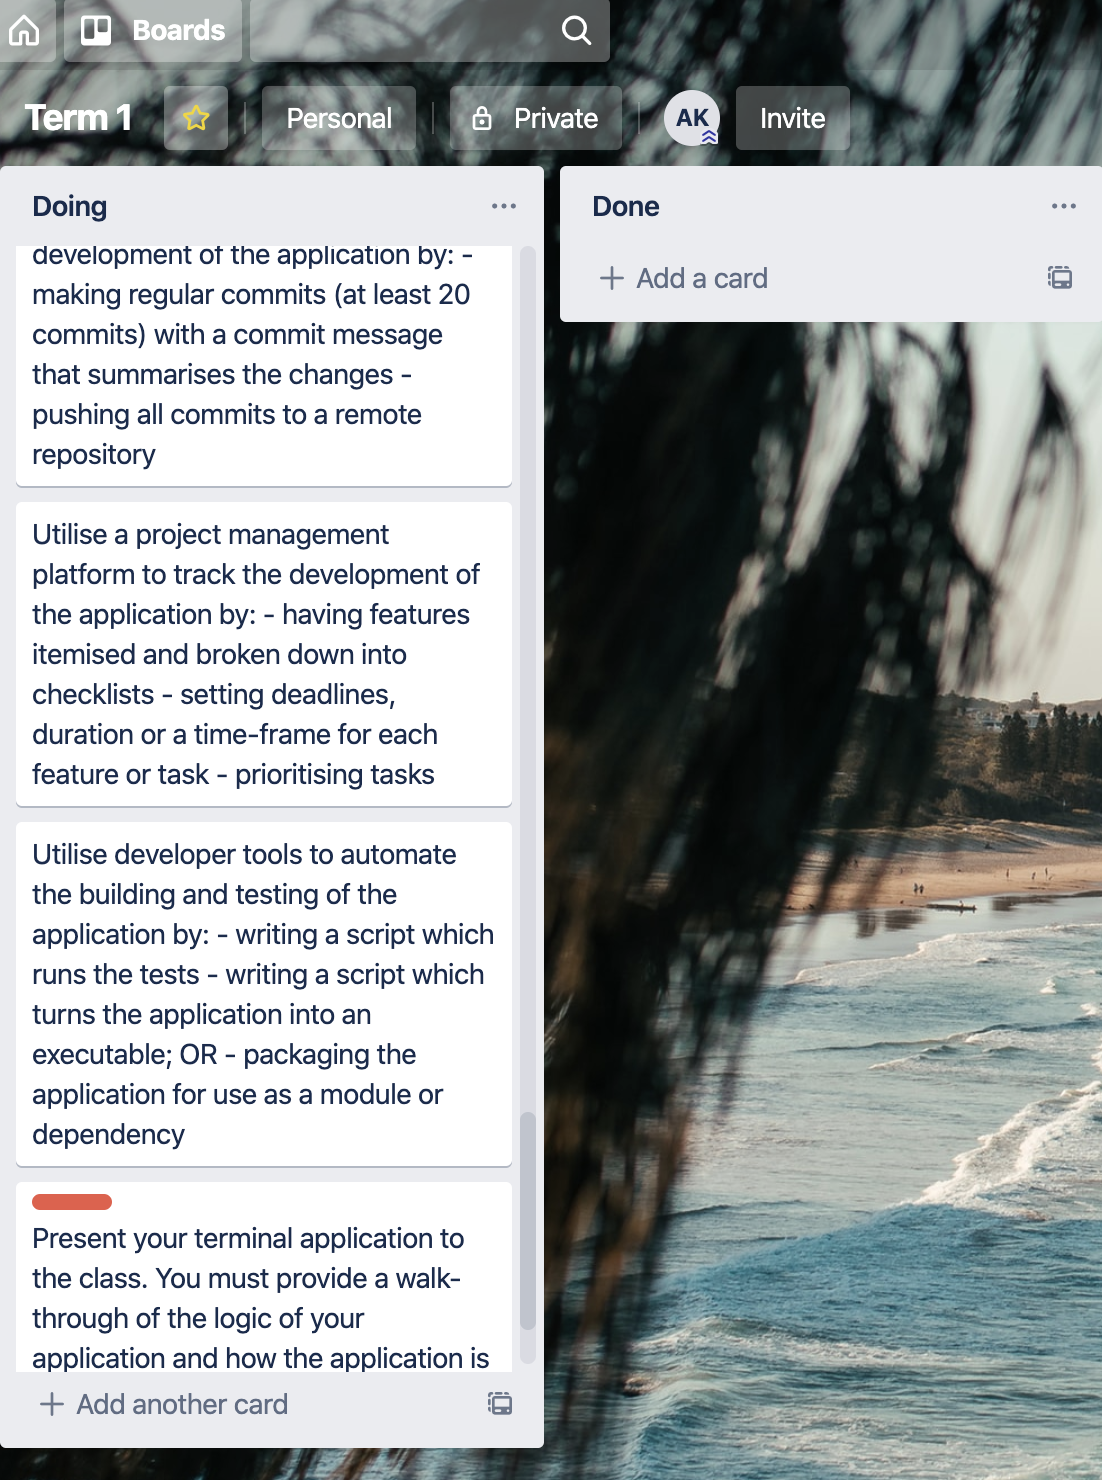 Boards
Term 1
Personal
Private
AK
Invite
Doing
development of the application by: -
making regular commits (at least 20
commits) with a commit message
that summarises the changes -
pushing all commits to a remote
repository
Utilise a project management
platform to track the development of
the application by: - having features
itemised and broken down into
checklists - setting deadlines,
duration or a time-frame for each
feature or task - prioritising tasks
Utilise developer tools to automate
the building and testing of the
application by: - writing a script which
runs the tests - writing a script which
turns the application into an
executable; OR - packaging the
application for use as a module or
dependency
Present your terminal application to
the class. You must provide a walk-
through of the logic of your
application and how the application is
Add another card
Done
Add a card